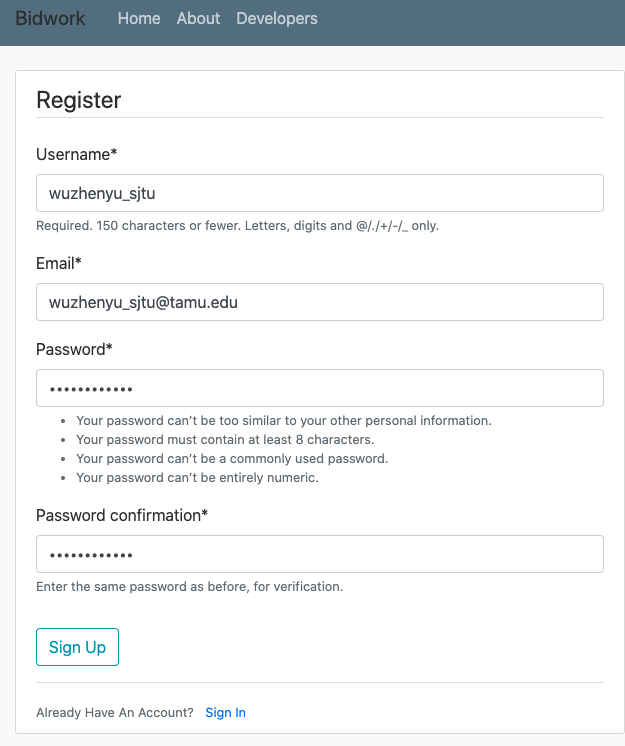 Bidwork Home About Developers
Register
Username*
wuzhenyu_sjtu
Required. 150 characters or fewer. Letters, digits and @/./+/-/_ only.
Email*
wuzhenyu_sjtu@tamu.edu
Password*
••••••••••••
• Your password can’t be too similar to your other personal information.
• Your password must contain at least 8 characters.
• Your password can’t be a commonly used password.
• Your password can’t be entirely numeric.
Password confirmation*
••••••••••••
Enter the same password as before, for verification.
Sign Up
Already Have An Account? Sign In